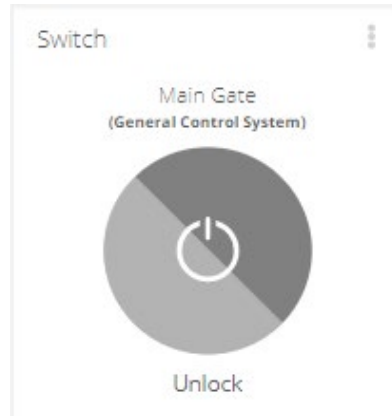 Switch
Main Gate
(General Control System)
Unlock